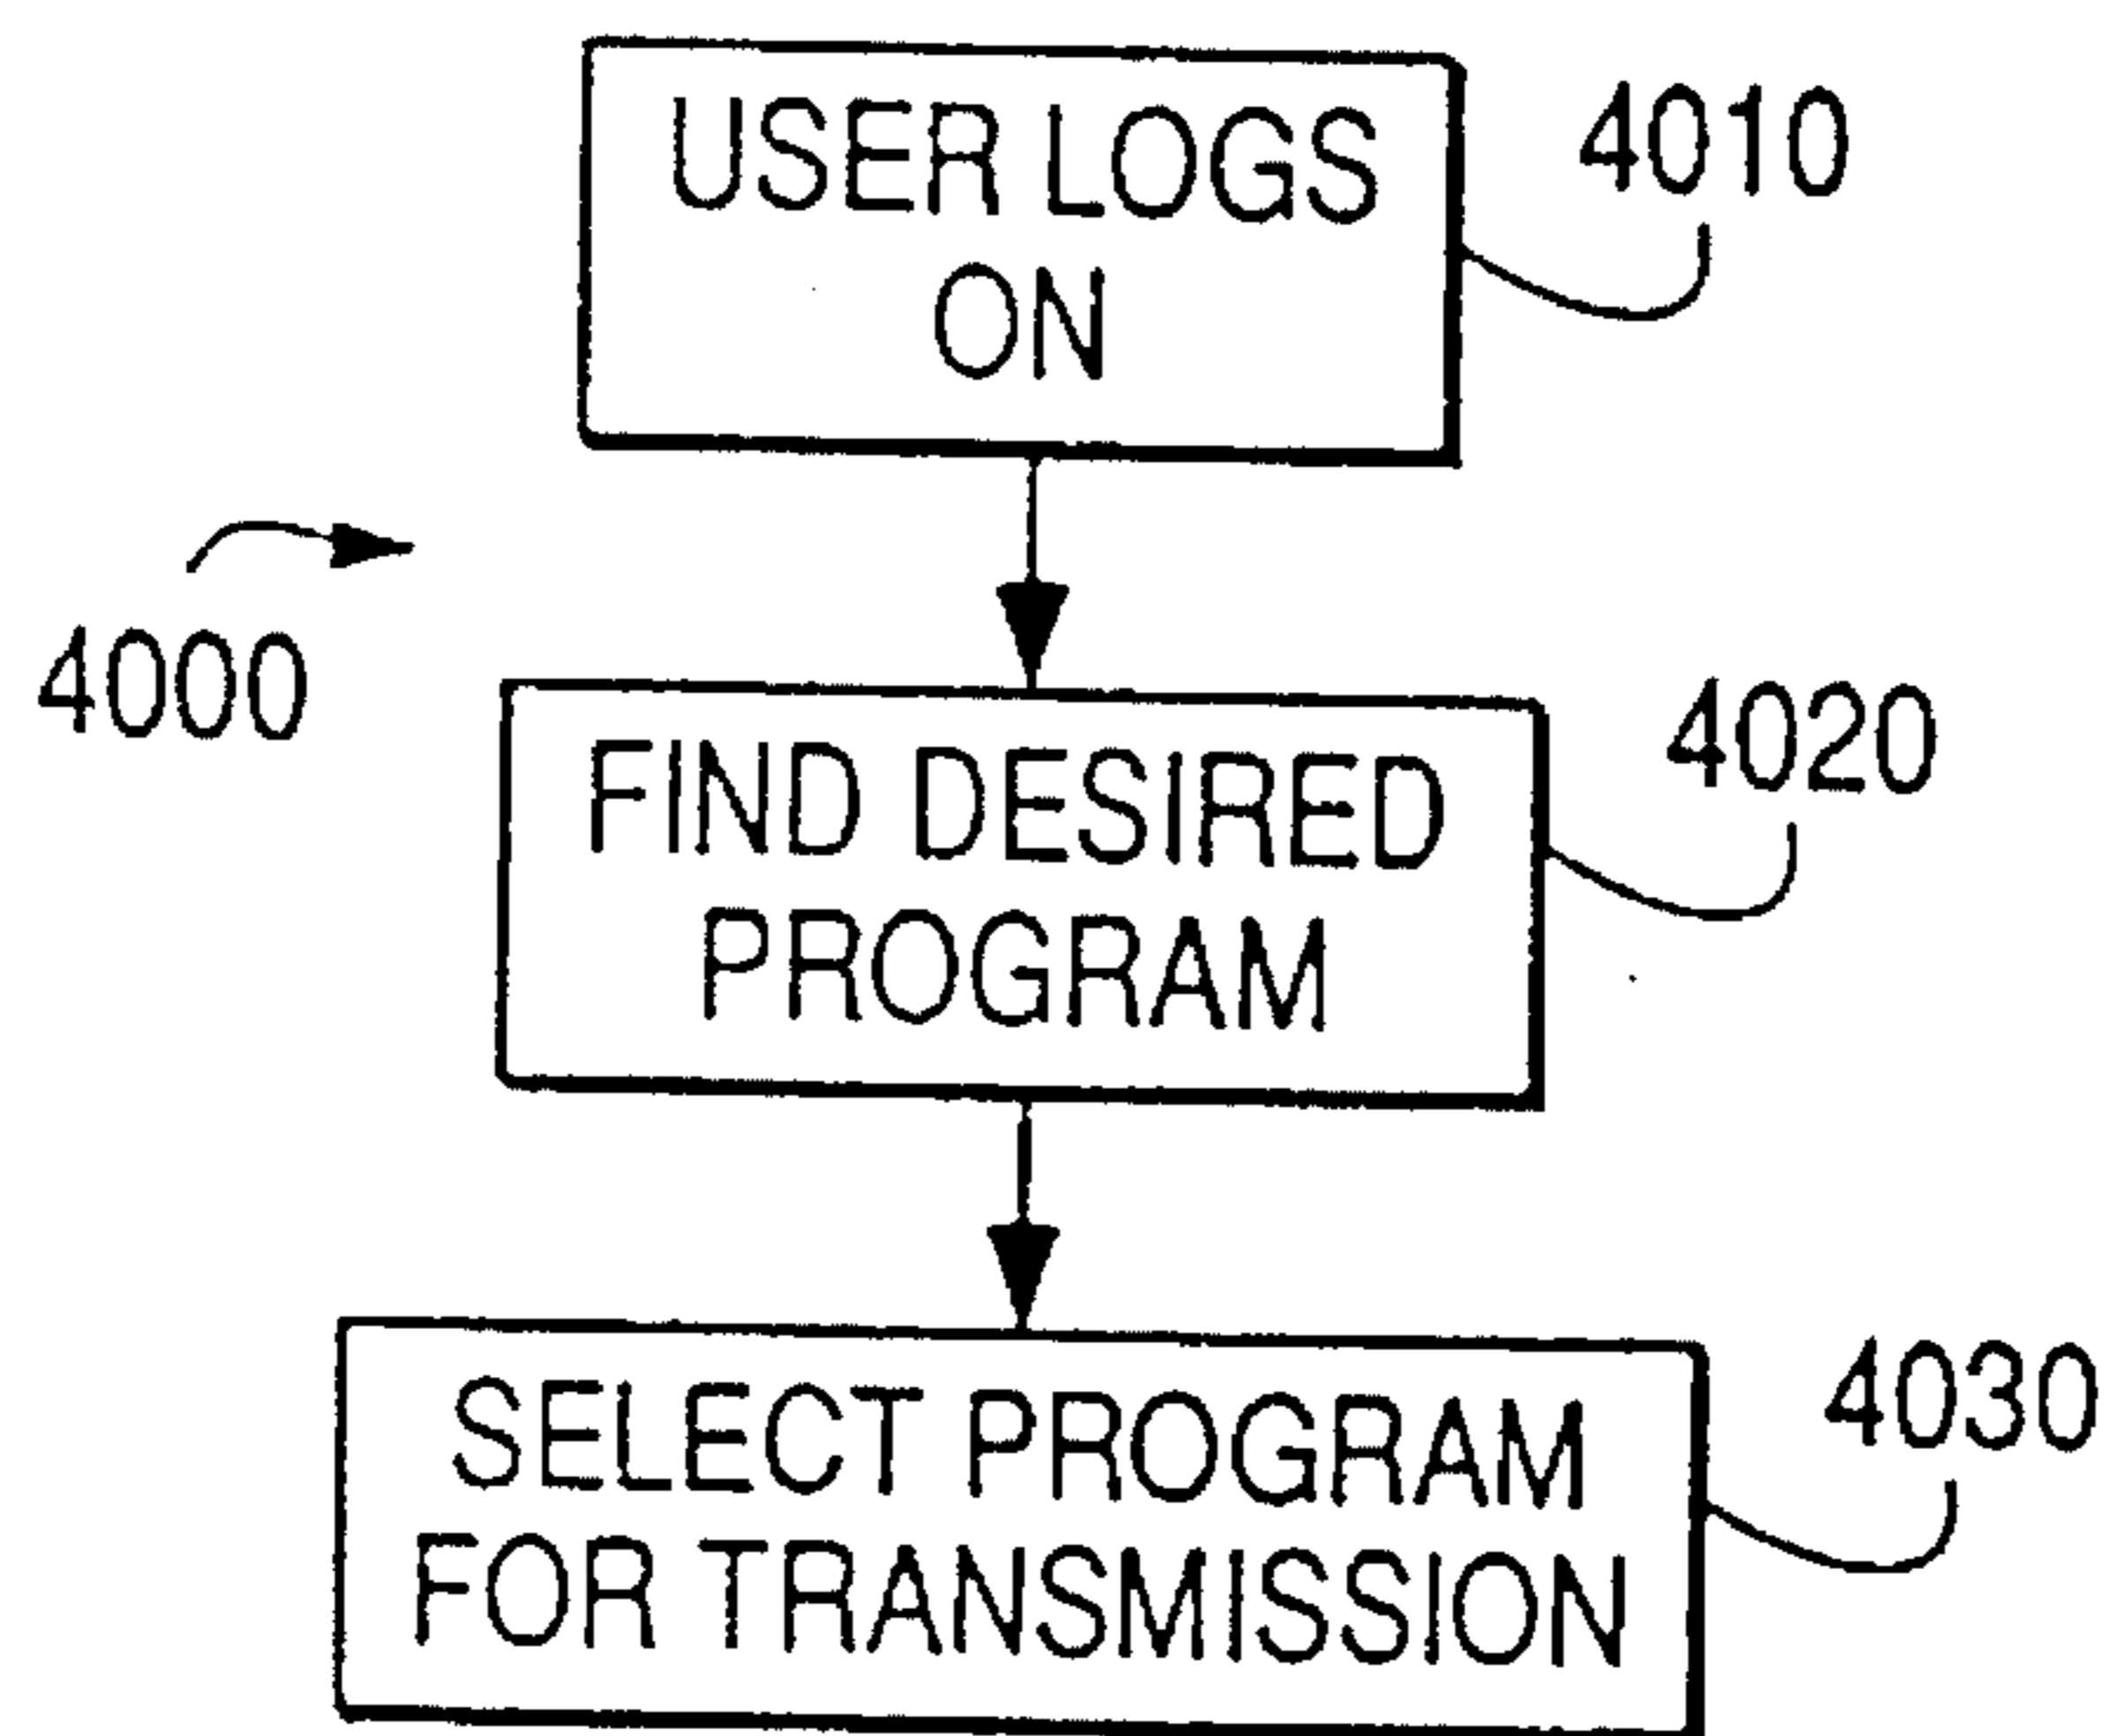 USER LOGS
ON
4010
4000
FIND DESIRED
PROGRAM
4020
SELECT PROGRAM
FOR TRANSMISSION
4030